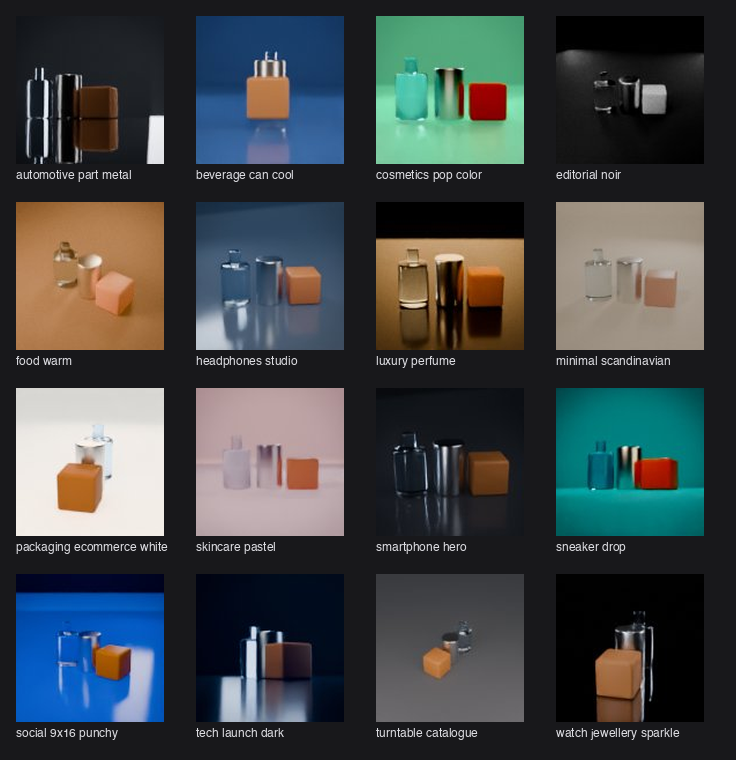 automotive part metal
beverage can cool
cosmetics pop color
editorial noir
food warm
headphones studio
luxury perfume
minimal scandinavian
packaging ecommerce white
skincare pastel
smartphone hero
sneaker drop
social 9x16 punchy
tech launch dark
turntable catalogue
watch jewellery sparkle